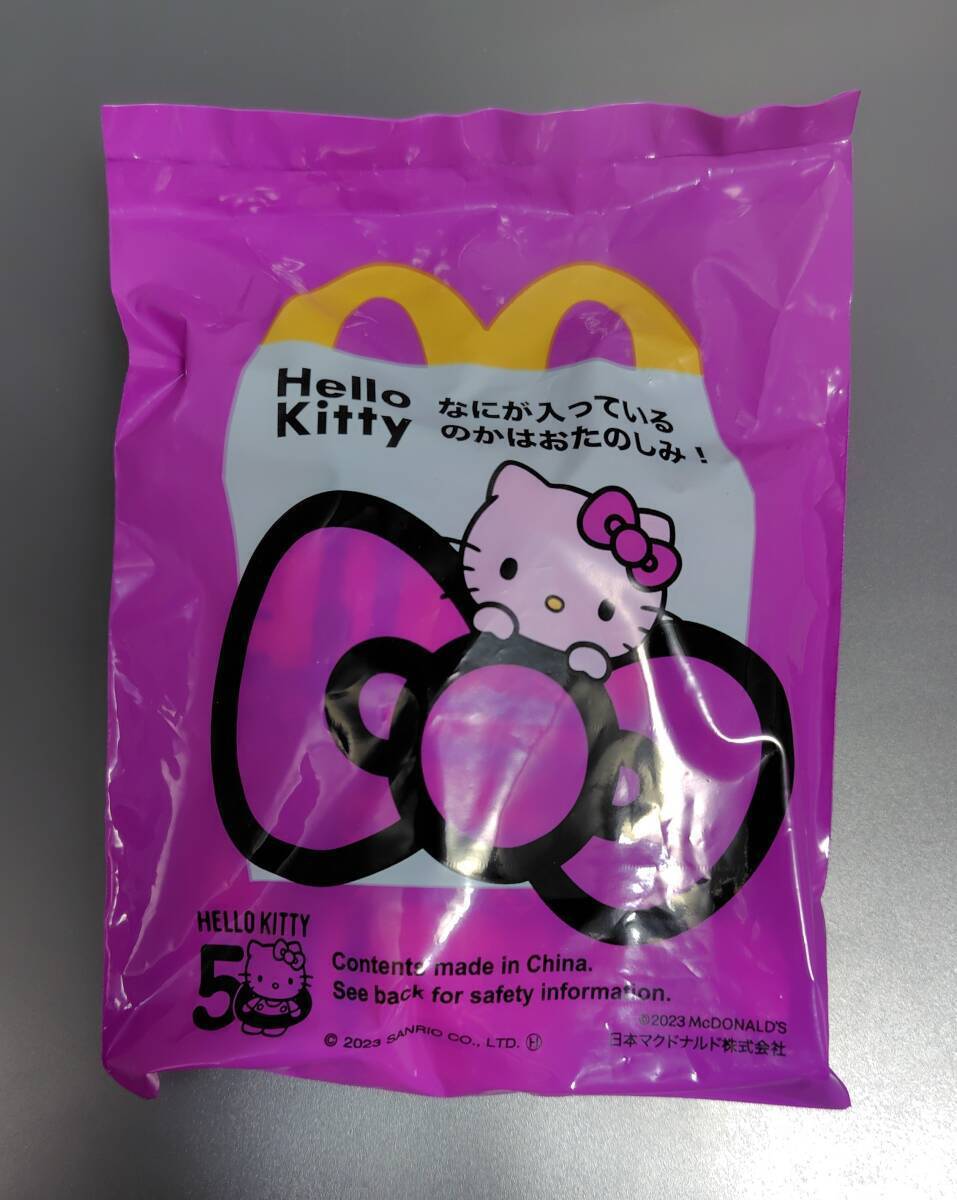 Hello
Kitty
なにが入っている
のかはおたのしみ!
HELLO KITTY
50
Contents made in China.
See back for safety information.
© 2023 SANRIO CO., LTD. Ⓗ
©2023 McDONALD'S
日本マクドナルド株式会社